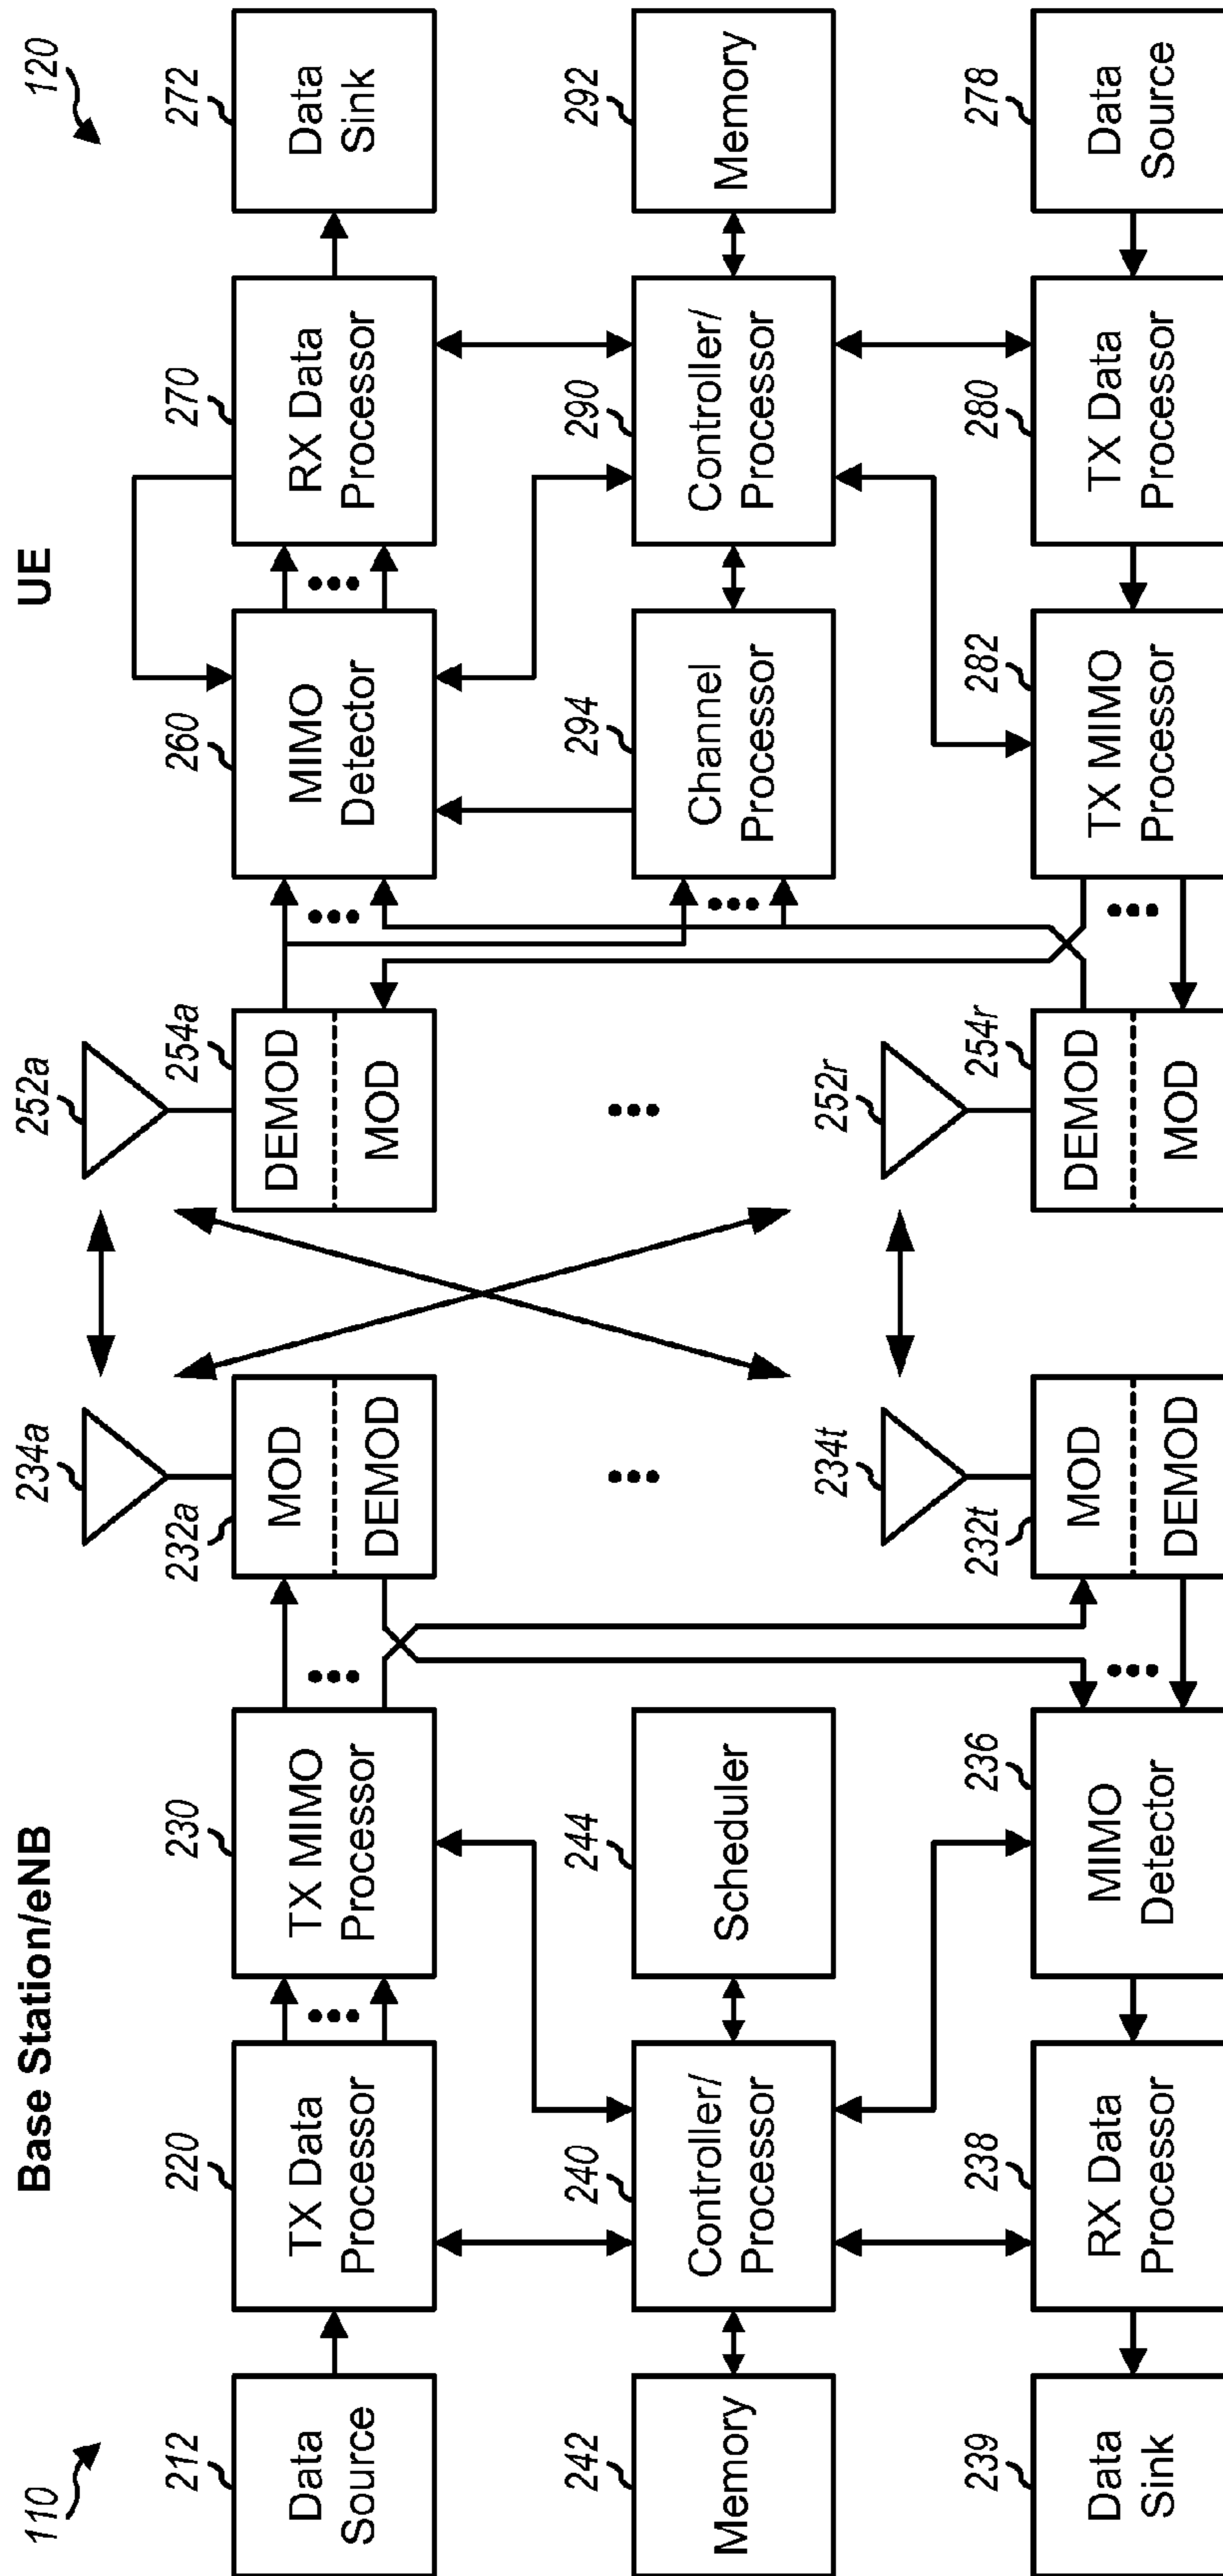 Base Station/eNB
UE
110
120
212
Data
Source
220
TX Data
Processor
230
TX MIMO
Processor
232a
MOD
DEMOD
234a
252a
254a
DEMOD
MOD
260
MIMO
Detector
270
RX Data
Processor
272
Data
Sink
242
Memory
240
Controller/
Processor
244
Scheduler
294
Channel
Processor
290
Controller/
Processor
292
Memory
239
Data
Sink
238
RX Data
Processor
236
MIMO
Detector
232t
MOD
DEMOD
234t
252r
254r
DEMOD
MOD
282
TX MIMO
Processor
280
TX Data
Processor
278
Data
Source